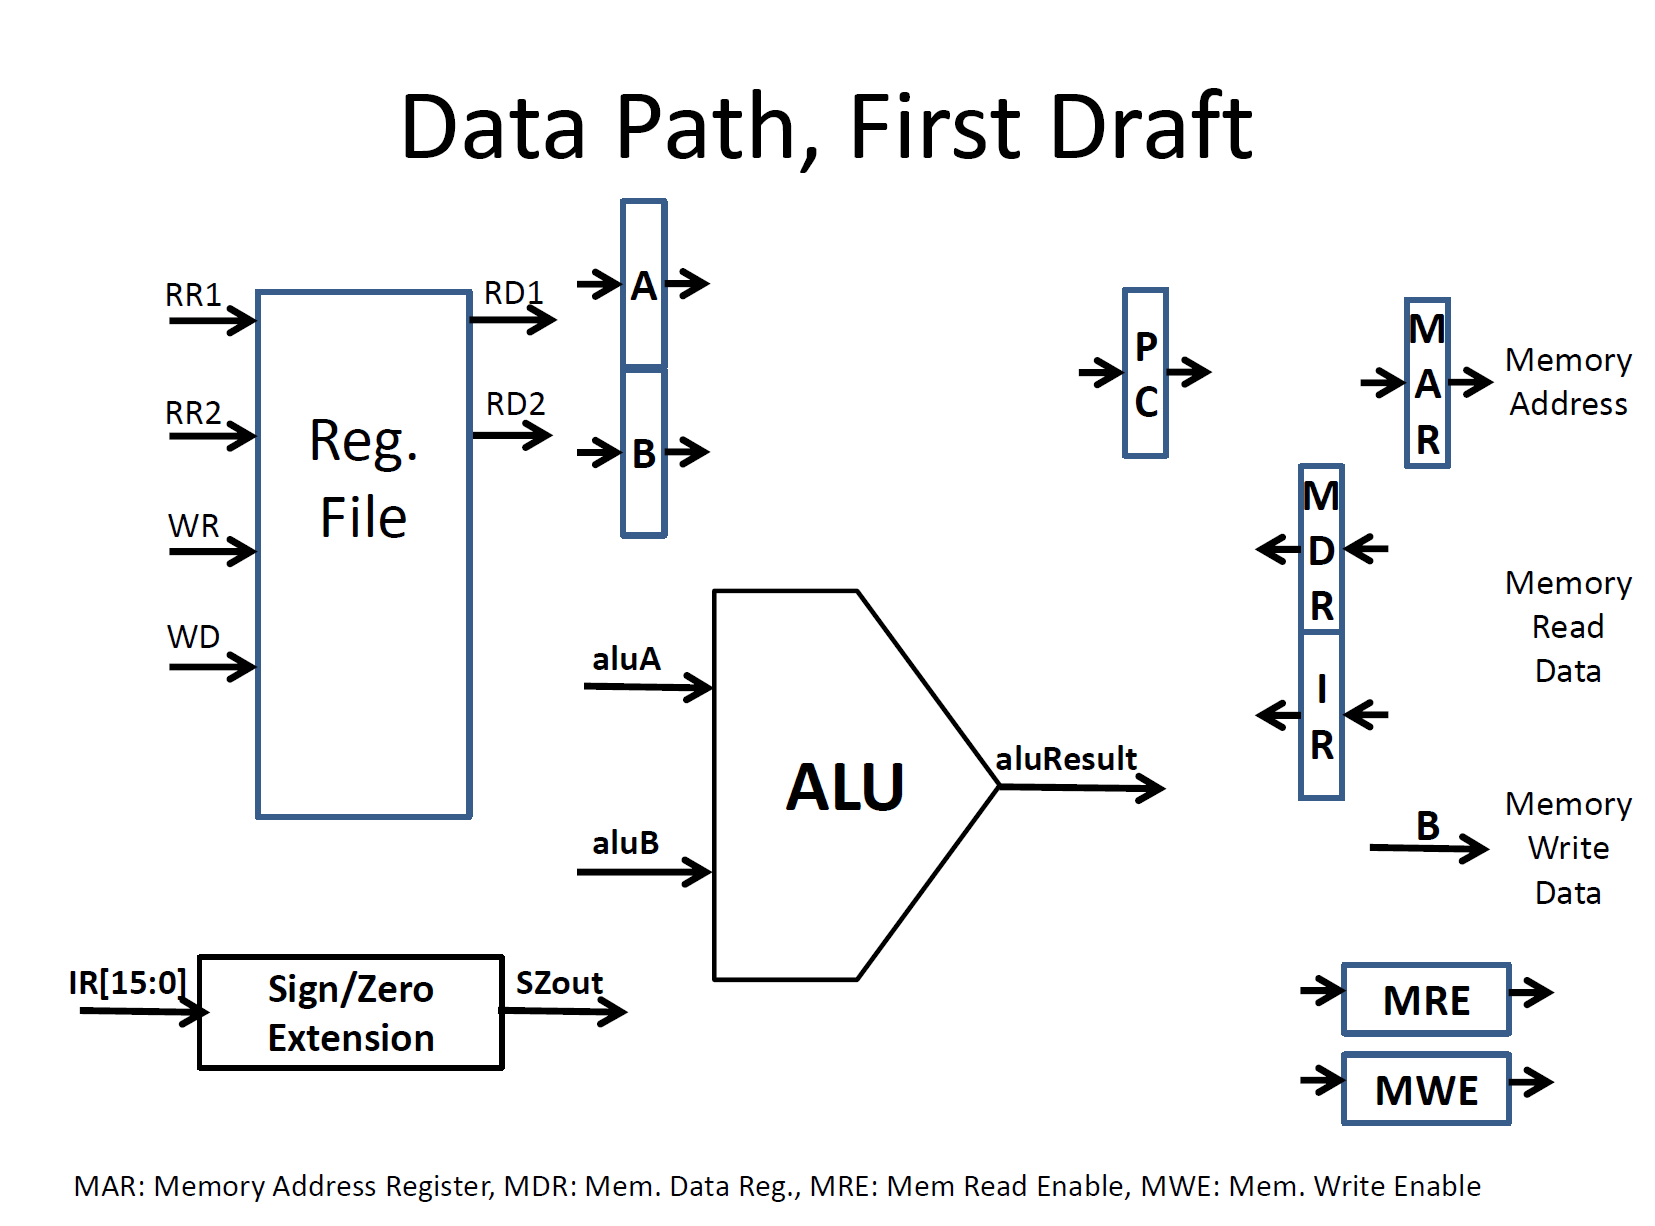 Data Path, First Draft
RR1
RR2
WR
WD
Reg.
File
RD1
RD2
A
B
P
C
M
A
R
Memory
Address
M
D
R
I
R
Memory
Read
Data
aluA
aluB
ALU
aluResult
B
Memory
Write
Data
IR[15:0]
Sign/Zero
Extension
SZout
MRE
MWE
MAR: Memory Address Register, MDR: Mem. Data Reg., MRE: Mem Read Enable, MWE: Mem. Write Enable